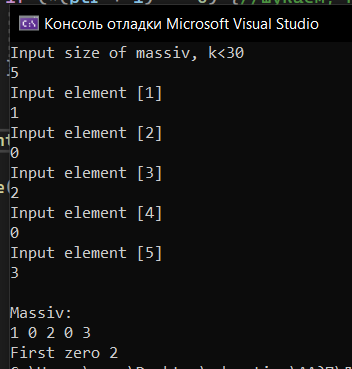 Консоль отладки Microsoft Visual Studio
Input size of massiv, k<30
5
Input element [1]
1
Input element [2]
0
Input element [3]
2
Input element [4]
0
Input element [5]
3
Massiv:
1 0 2 0 3
First zero 2